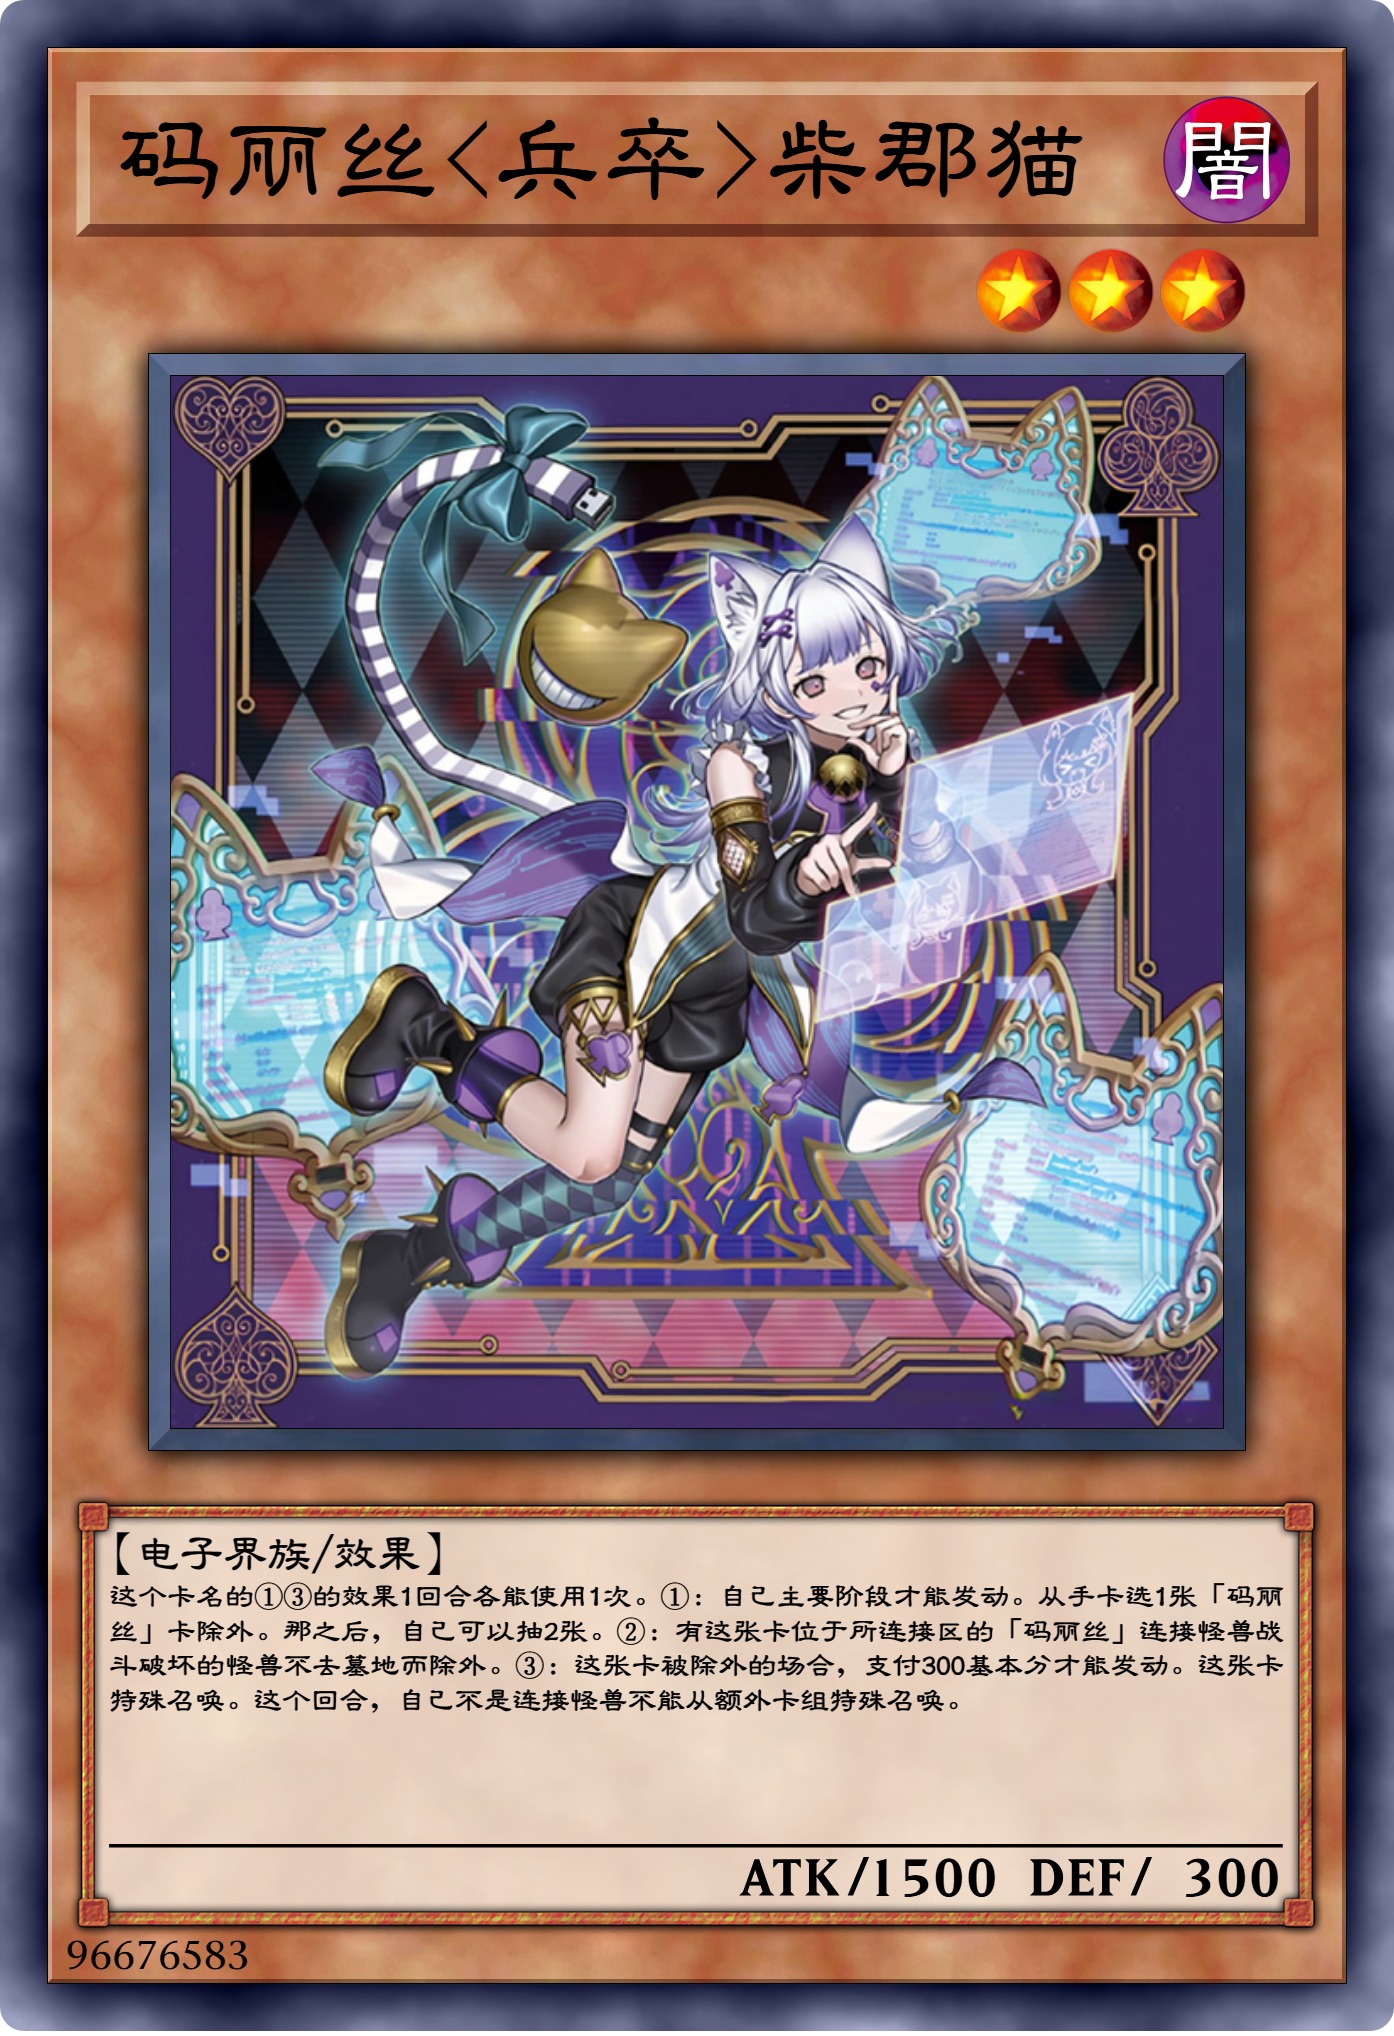 码丽丝<兵卒>柴郡猫
闇
【电子界族/效果】
这个卡名的①③的效果1回合各能使用1次。①：自己主要阶段才能发动。从手卡选1张「码丽
丝」卡除外。那之后，自己可以抽2张。②：有这张卡位于所连接区的「码丽丝」连接怪兽战
斗破坏的怪兽不去墓地而除外。③：这张卡被除外的场合，支付300基本分才能发动。这张卡
特殊召唤。这个回合，自己不是连接怪兽不能从额外卡组特殊召唤。
ATK/1500 DEF/ 300
96676583